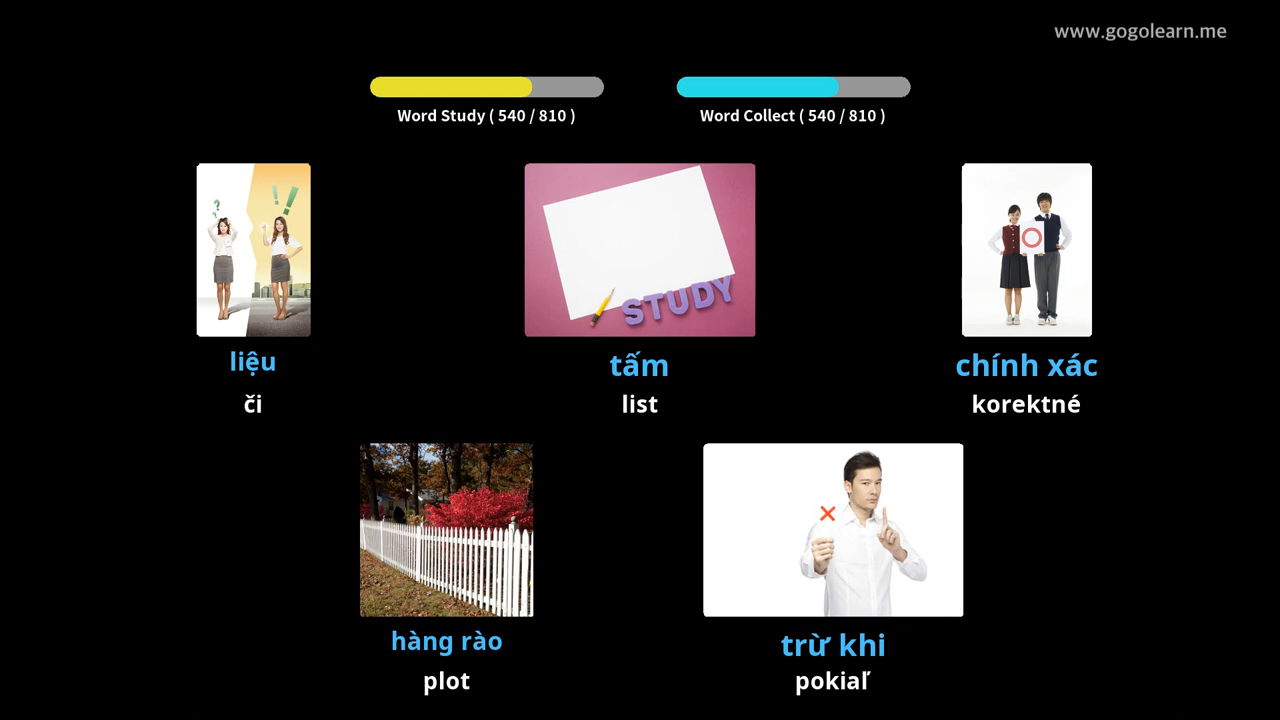 www.gogolearn.me
Word Study ( 540 / 810 )
Word Collect ( 540 / 810 )
STUDY
liệu
či
tấm
list
chính xác
korektné
hàng rào
plot
trừ khi
pokiaľ